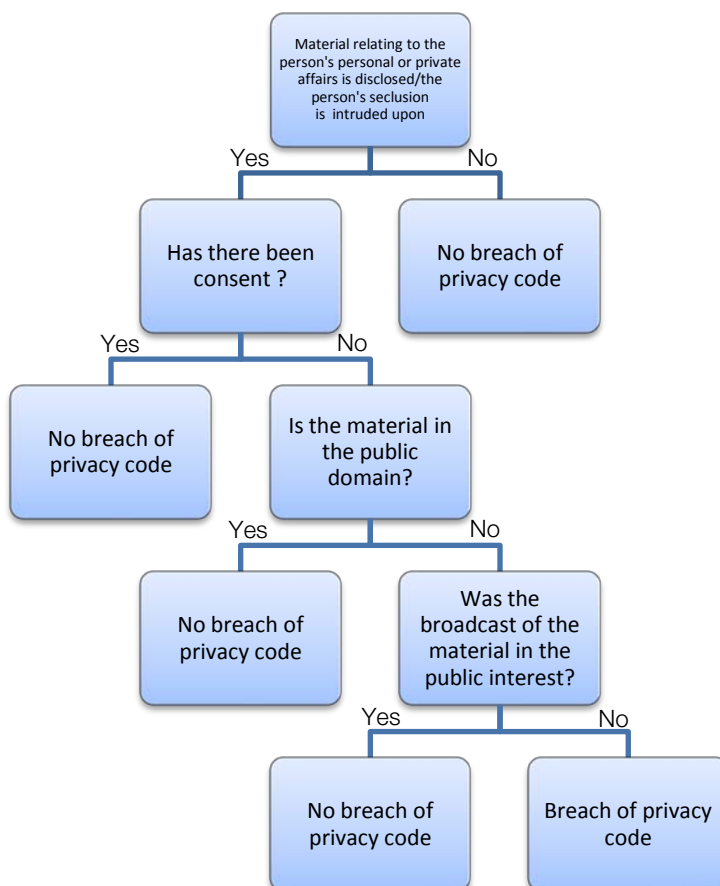 Material relating to the
person's personal or private
affairs is disclosed/the
person's seclusion
is intruded upon
Yes
No
Has there been
consent ?
No breach of
privacy code
Yes
No
No breach of
privacy code
Is the material in
the public
domain?
Yes
No
No breach of
privacy code
Was the
broadcast of the
material in the
public interest?
Yes
No
No breach of
privacy code
Breach of privacy
code